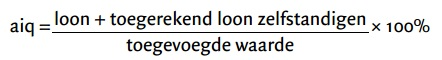 loon + toegerekend loon zelfstandigen
aiq = × 100%
toegevoegde waarde